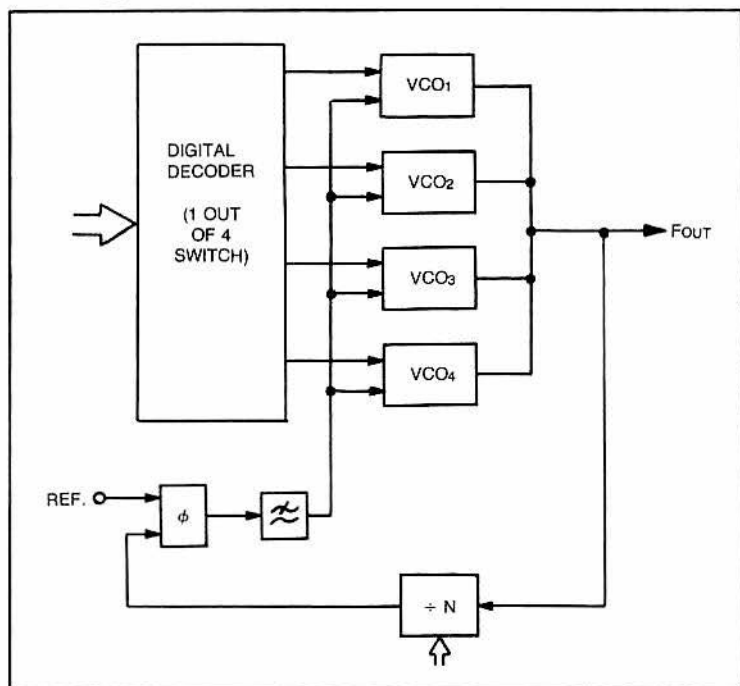 DIGITAL
DECODER
(1 OUT
OF 4
SWITCH)
VCO1
VCO2
VCO3
VCO4
FOUT
REF.
ϕ
÷ N